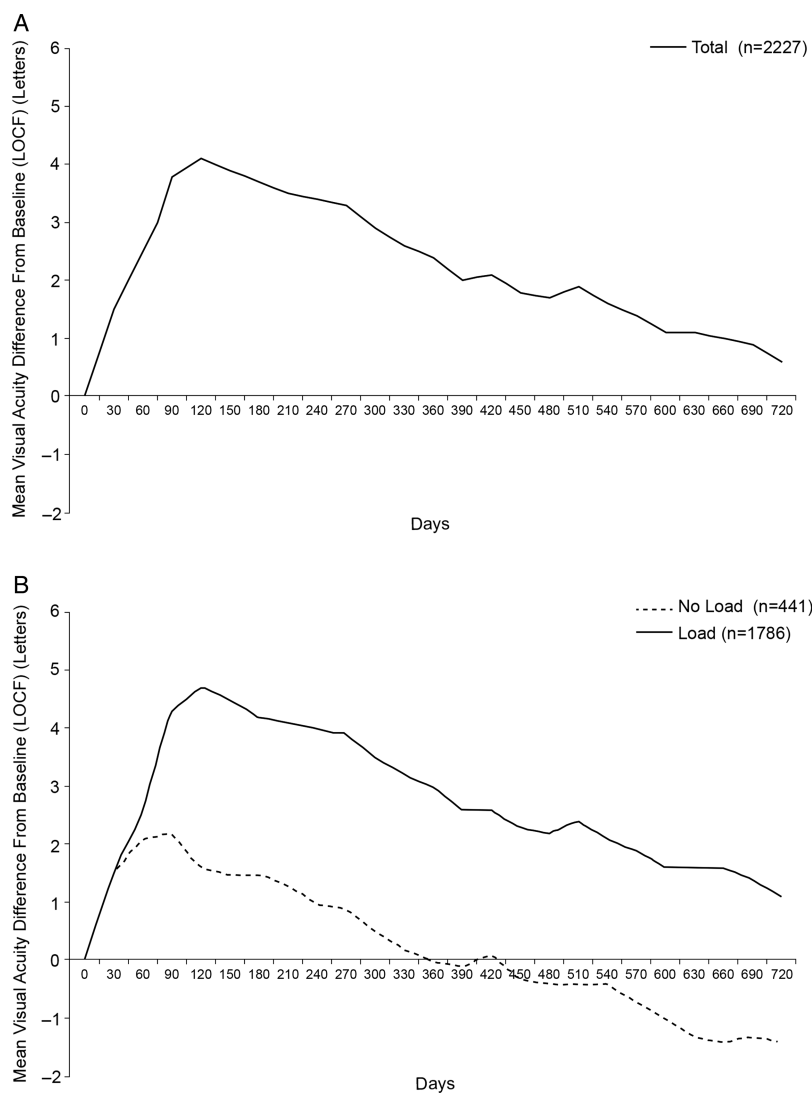 A
Mean Visual Acuity Difference From Baseline (LOCF) (Letters)
6
5
4
3
2
1
0
–1
–2
Total (n=2227)
0 30 60 90 120 150 180 210 240 270 300 330 360 390 420 450 480 510 540 570 600 630 660 690 720
Days
B
Mean Visual Acuity Difference From Baseline (LOCF) (Letters)
6
5
4
3
2
1
0
–1
–2
No Load (n=441)
Load (n=1786)
0 30 60 90 120 150 180 210 240 270 300 330 360 390 420 450 480 510 540 570 600 630 660 690 720
Days